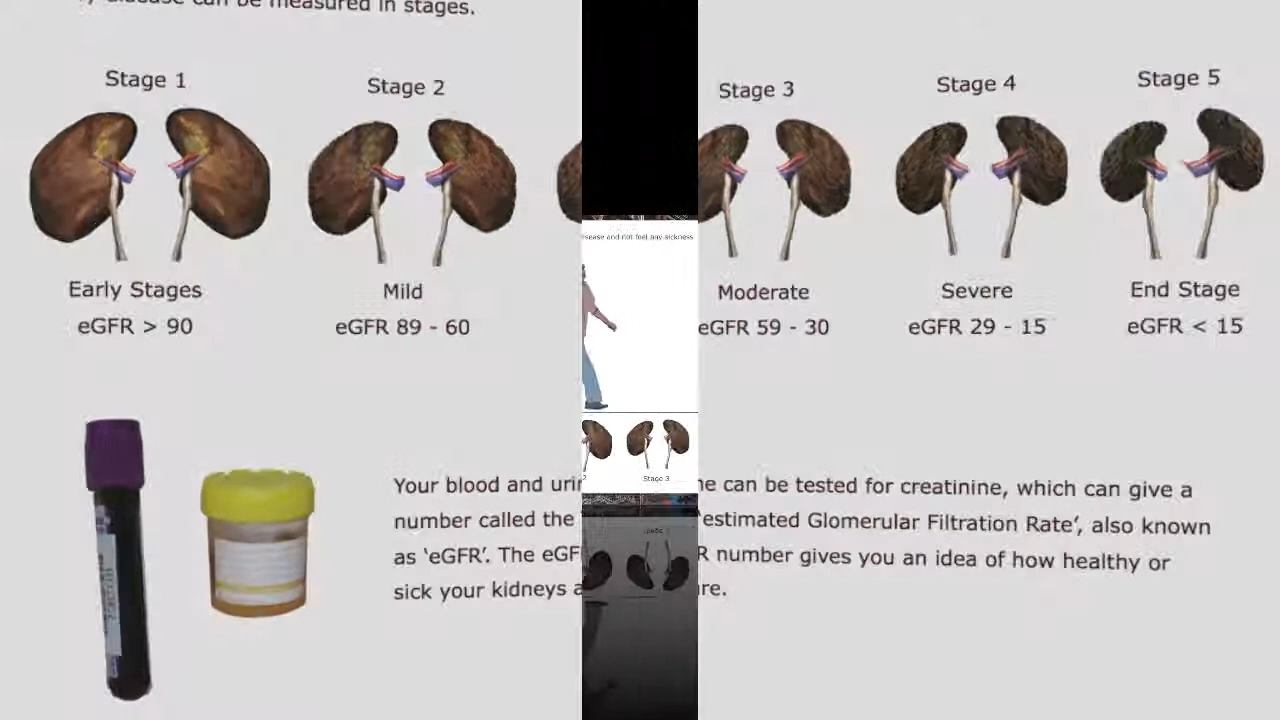 disease can be measured in stages.
Stage 1
Stage 2
Stage 3
Stage 4
Stage 5
Early Stages
Mild
Moderate
Severe
End Stage
eGFR > 90
eGFR 89 - 60
eGFR 59 - 30
eGFR 29 - 15
eGFR < 15
and not feel any sickness
Stage 3
Your blood and uri ne can be tested for creatinine, which can give a
number called the ‘estimated Glomerular Filtration Rate’, also known
as ‘eGFR’. The eGF R number gives you an idea of how healthy or
sick your kidneys a re.